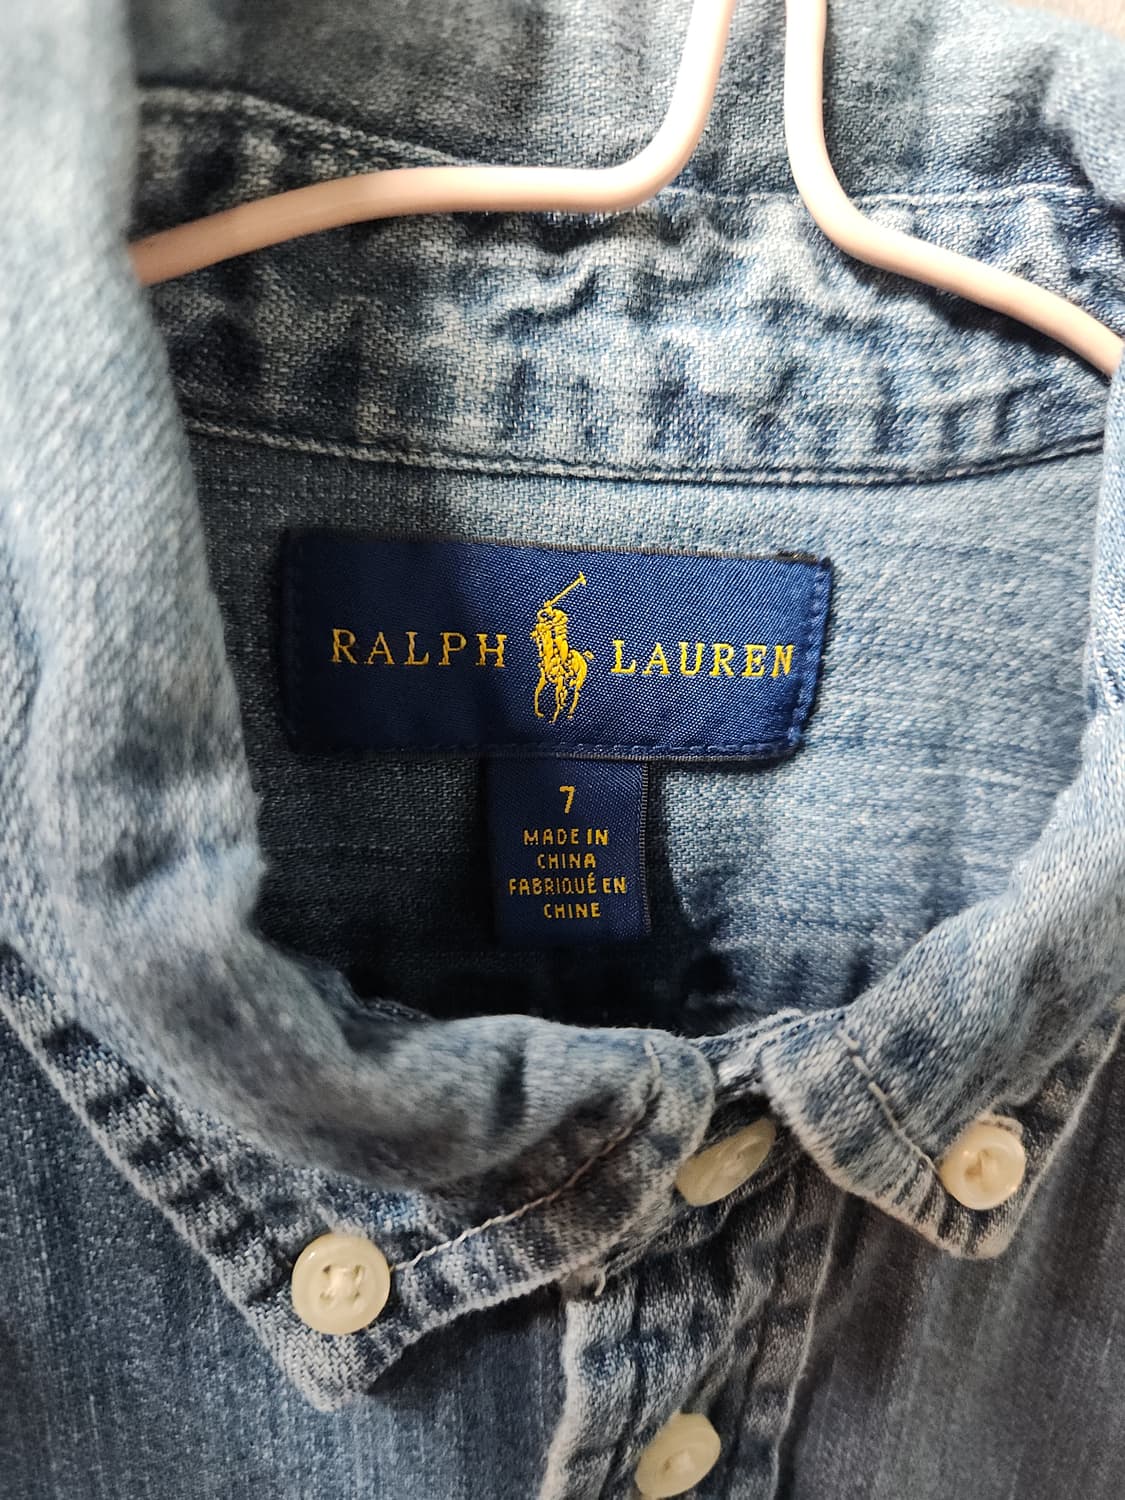 RALPH LAUREN
7
MADE IN
CHINA
FABRIQUÉ EN
CHINE